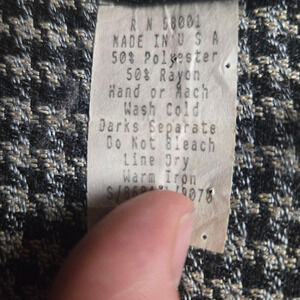 R N 60001
MADE IN U S A
50% Polyester
50% Rayon
Hand or Mach
Wash Cold
Darks Separate
Do Not Bleach
Line Dry
Warm Iron